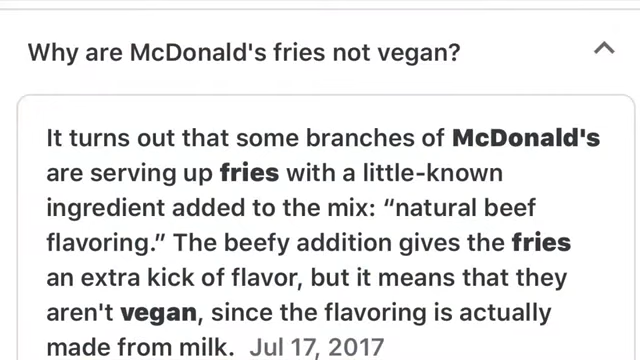 Why are McDonald's fries not vegan?
It turns out that some branches of McDonald's
are serving up fries with a little-known
ingredient added to the mix: “natural beef
flavoring.” The beefy addition gives the fries
an extra kick of flavor, but it means that they
aren't vegan, since the flavoring is actually
made from milk. Jul 17, 2017